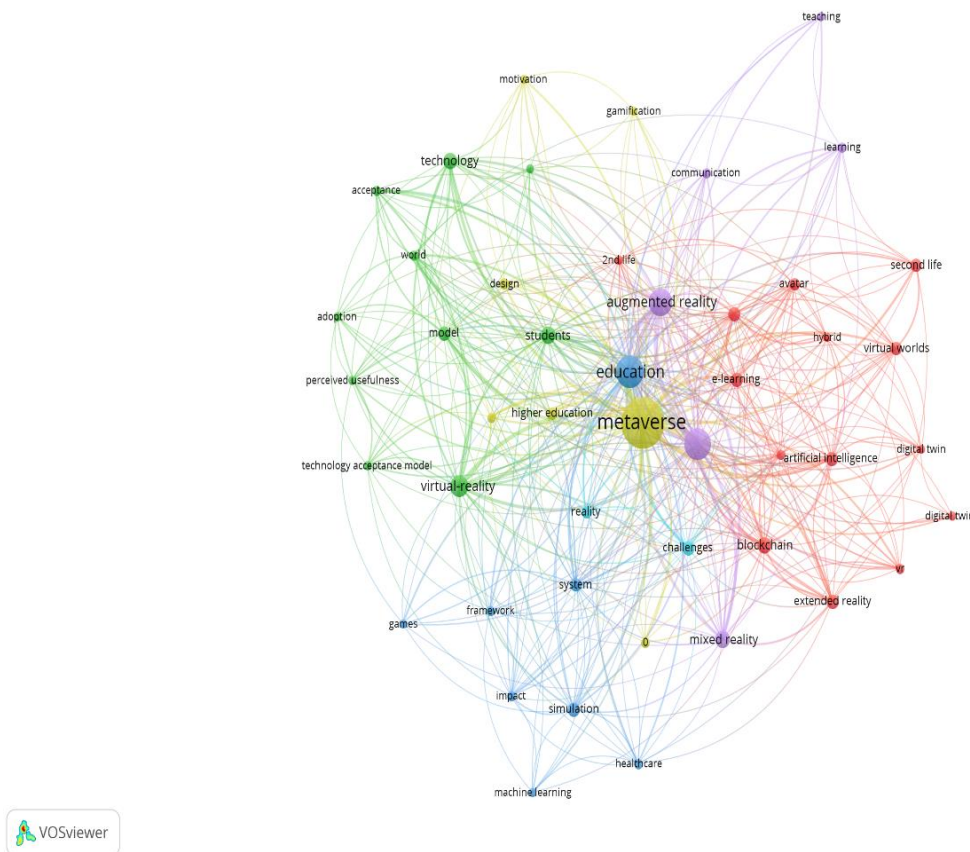 teaching
motivation
gamification
learning
technology
communication
acceptance
world
2nd life
second life
design
avatar
augmented reality
adoption
model
students
hybrid
virtual worlds
education
perceived usefulness
e-learning
higher education
metaverse
digital twin
artificial intelligence
technology acceptance model
virtual-reality
reality
digital twin
challenges
blockchain
vr
system
extended reality
framework
games
0
mixed reality
impact
simulation
healthcare
machine learning
VOSviewer